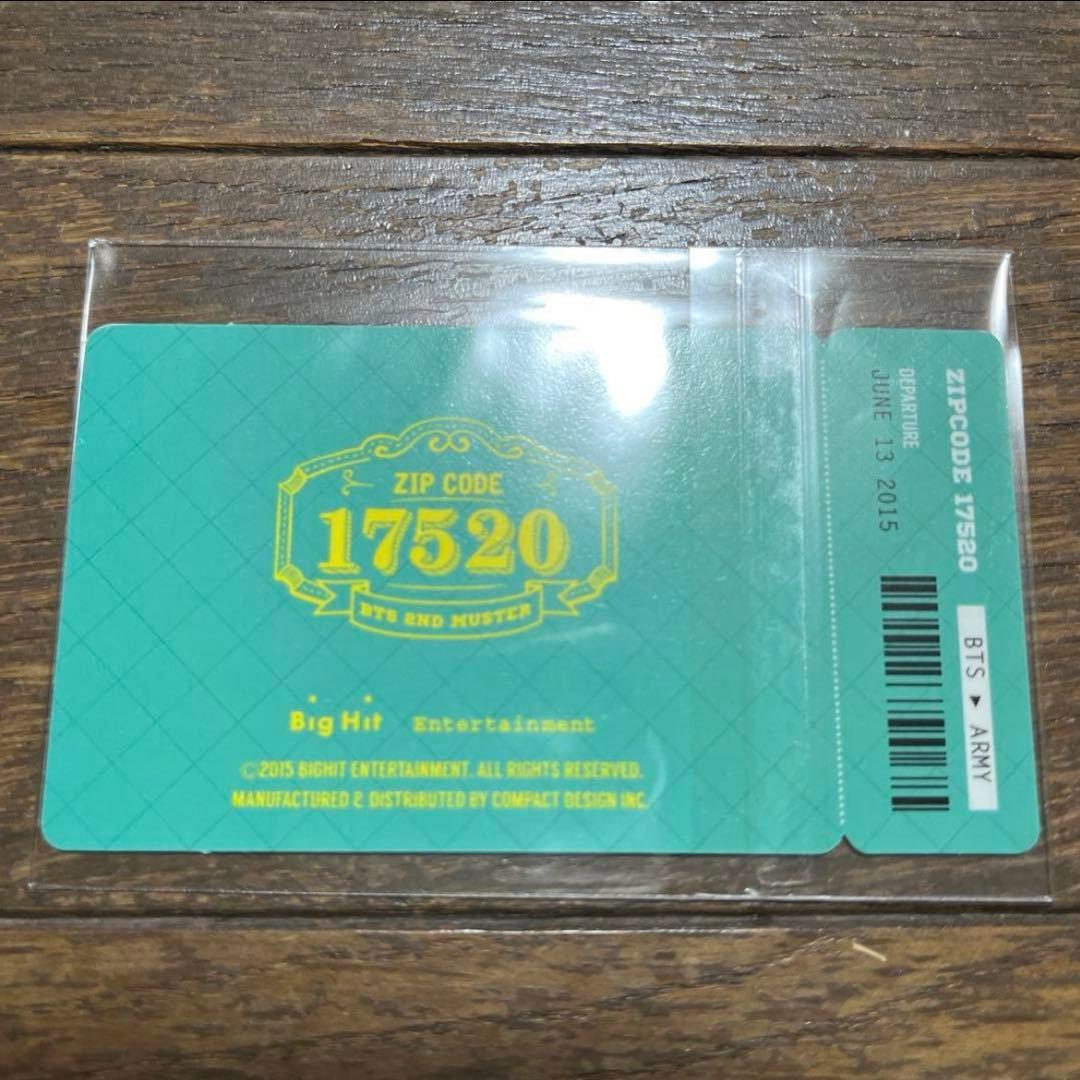 ZIP CODE
17520
BTS 2ND MUSTER
Big Hit Entertainment
©2015 BIGHIT ENTERTAINMENT. ALL RIGHTS RESERVED.
MANUFACTURED & DISTRIBUTED BY COMPACT DESIGN INC.
ZIPCODE 17520
BTS ▶ ARMY
DEPARTURE
JUNE 13 2015